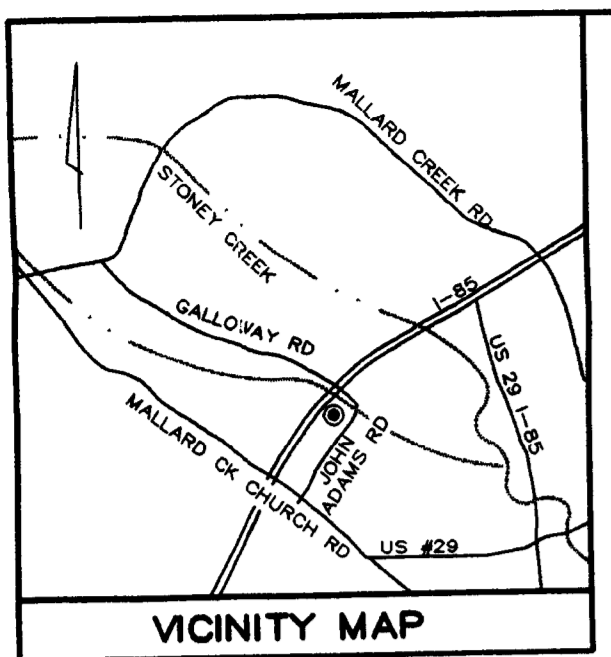 MALLARD CREEK RD
STONEY CREEK
I-85
GALLOWAY RD
US 29 I-85
MALLARD CK CHURCH RD
JOHN
ADAMS RD
US #29
VICINITY MAP